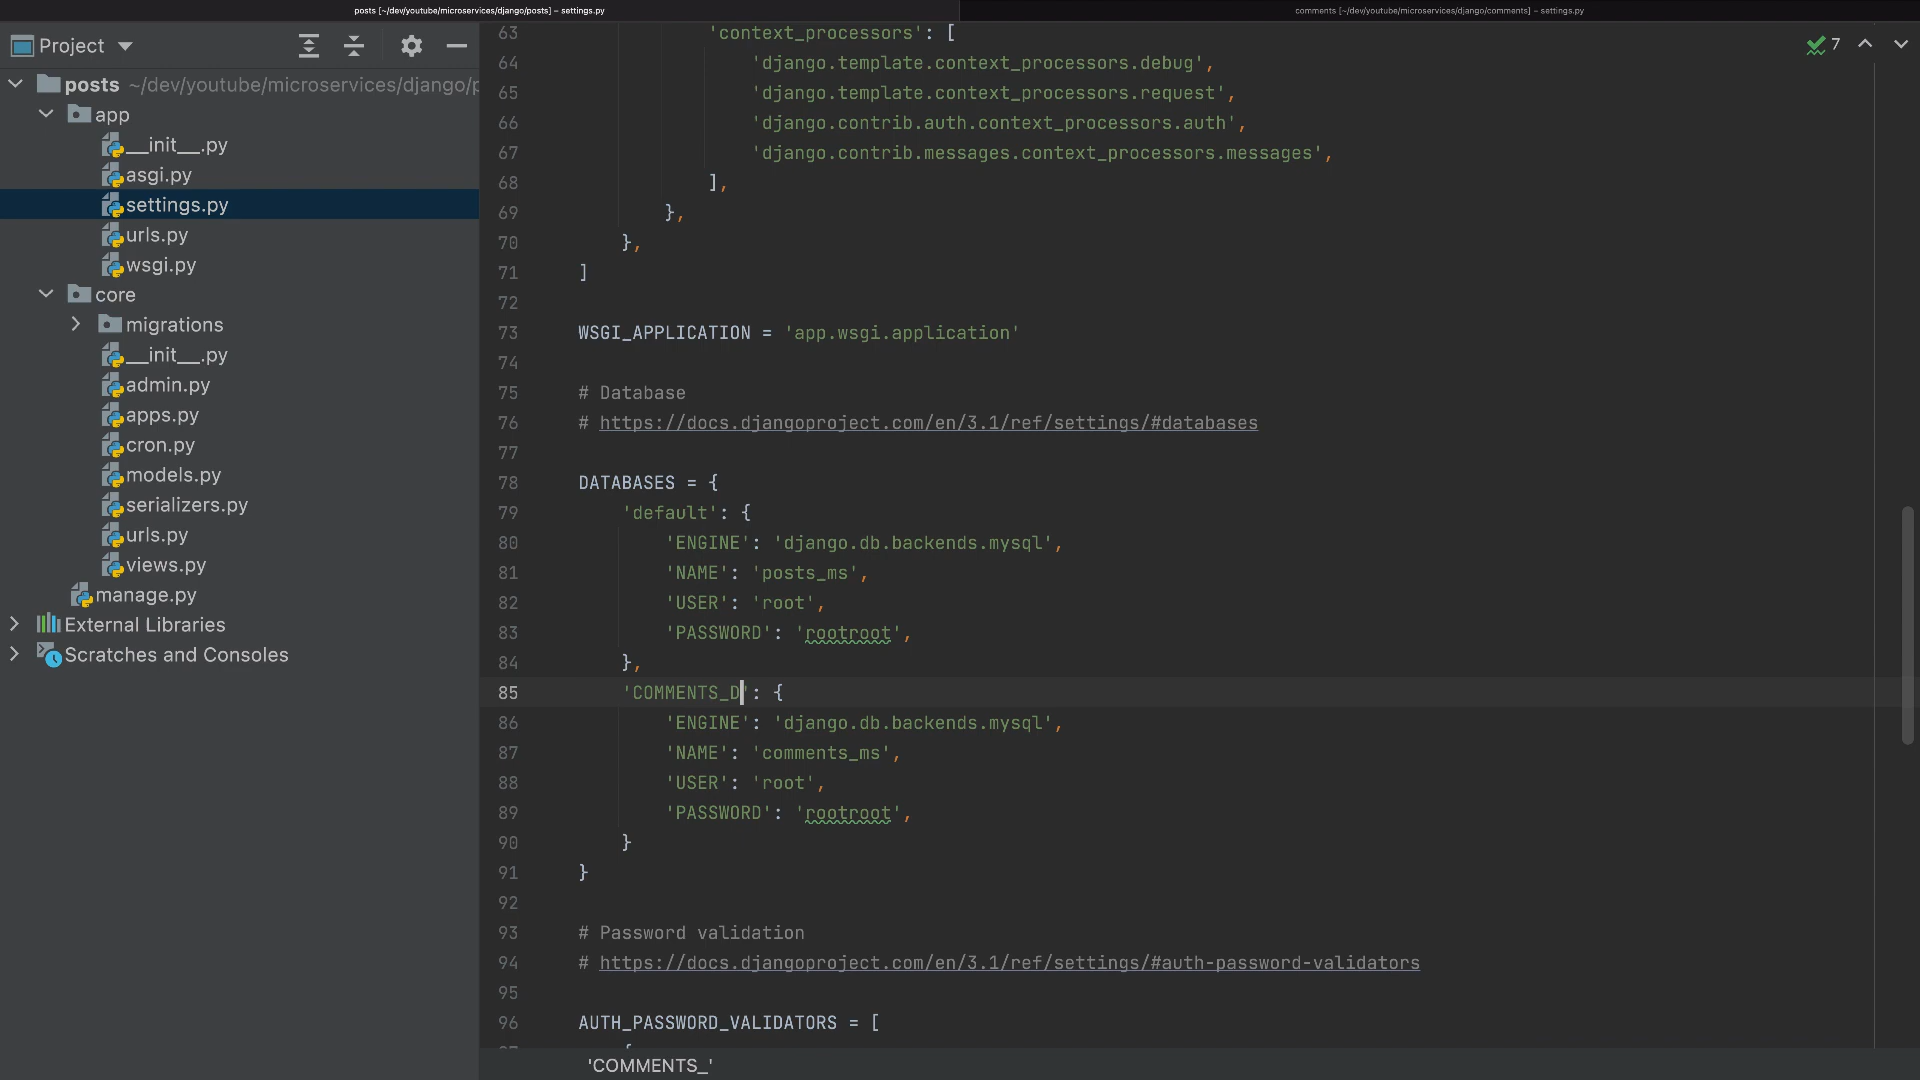 posts [~/dev/youtube/microservices/django/posts] – settings.py
comments [~/dev/youtube/microservices/django/comments] – settings.py
Project
posts ~/dev/youtube/microservices/django/p
app
__init__.py
asgi.py
settings.py
urls.py
wsgi.py
core
migrations
__init__.py
admin.py
apps.py
cron.py
models.py
serializers.py
urls.py
views.py
manage.py
External Libraries
Scratches and Consoles
7
63 'context_processors': [
64 'django.template.context_processors.debug',
65 'django.template.context_processors.request',
66 'django.contrib.auth.context_processors.auth',
67 'django.contrib.messages.context_processors.messages',
68 ],
69 },
70 },
71 ]
72
73 WSGI_APPLICATION = 'app.wsgi.application'
74
75 # Database
76 # https://docs.djangoproject.com/en/3.1/ref/settings/#databases
77
78 DATABASES = {
79 'default': {
80 'ENGINE': 'django.db.backends.mysql',
81 'NAME': 'posts_ms',
82 'USER': 'root',
83 'PASSWORD': 'rootroot',
84 },
85 'COMMENTS_D': {
86 'ENGINE': 'django.db.backends.mysql',
87 'NAME': 'comments_ms',
88 'USER': 'root',
89 'PASSWORD': 'rootroot',
90 }
91 }
92
93 # Password validation
94 # https://docs.djangoproject.com/en/3.1/ref/settings/#auth-password-validators
95
96 AUTH_PASSWORD_VALIDATORS = [
'COMMENTS_'